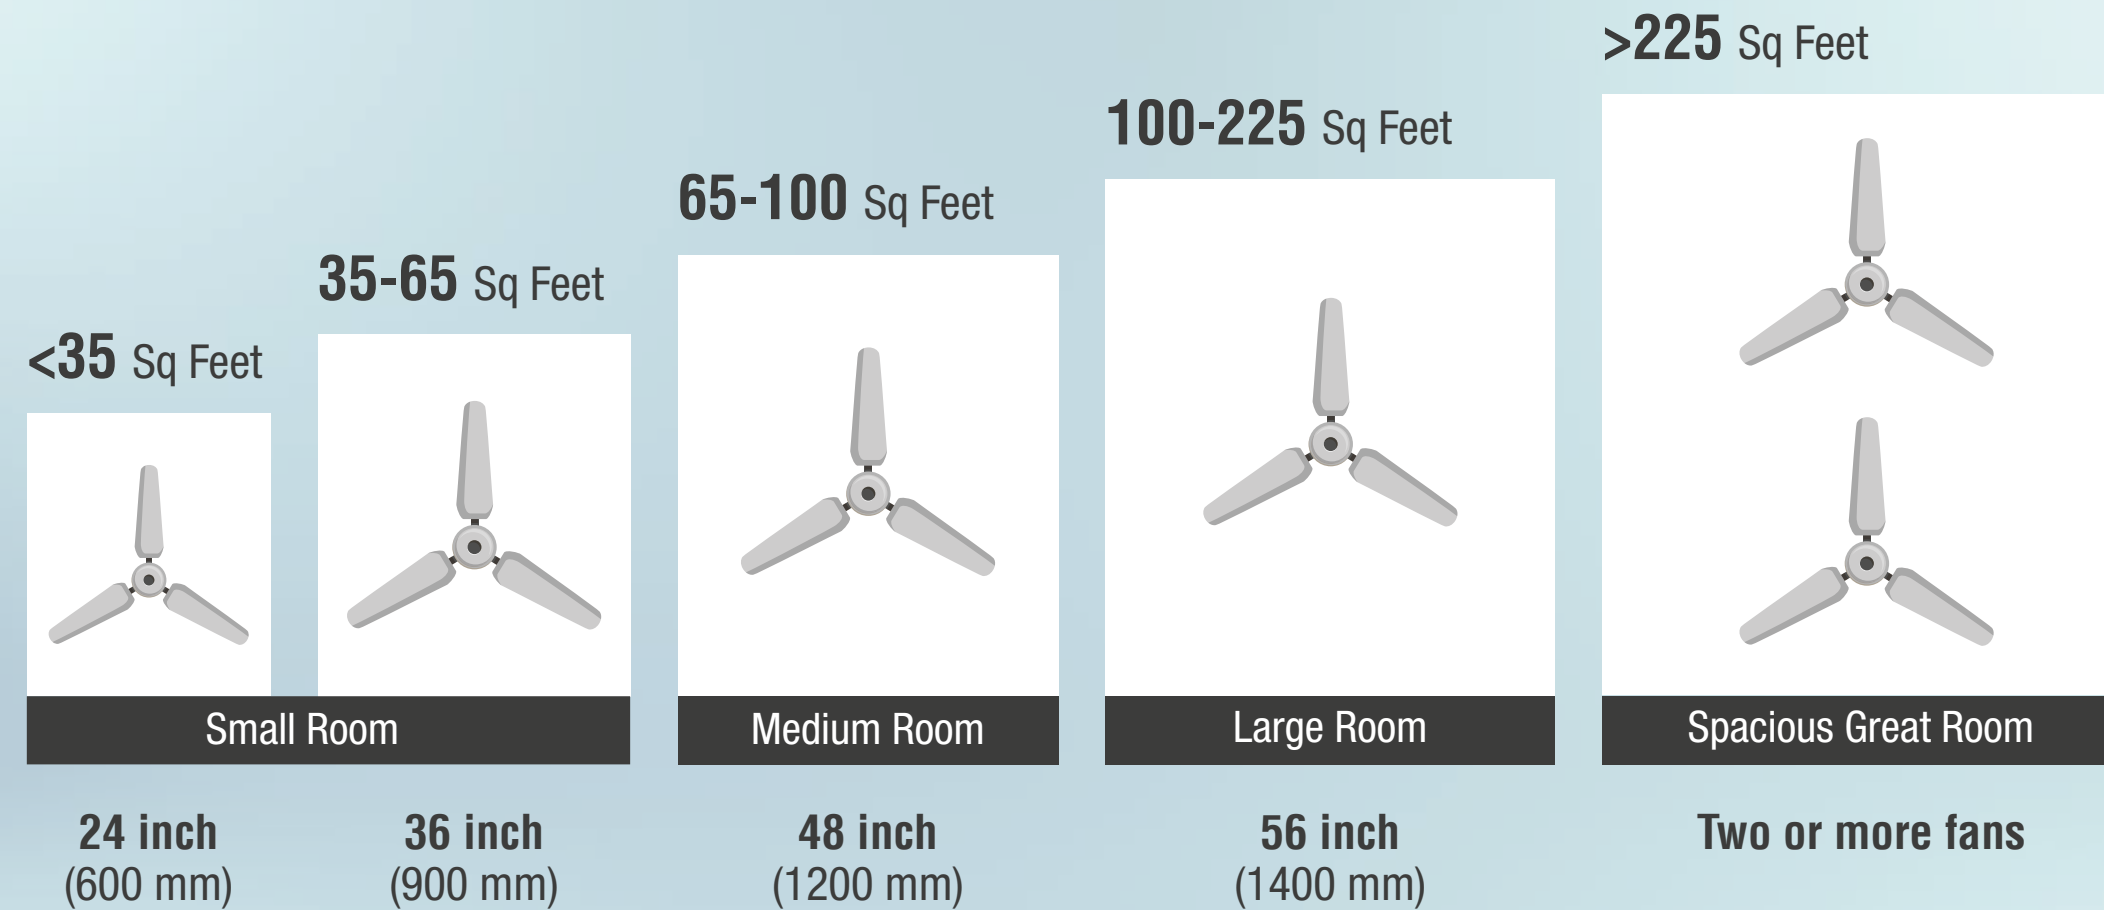 <35 Sq Feet
35-65 Sq Feet
65-100 Sq Feet
100-225 Sq Feet
>225 Sq Feet
Small Room
Medium Room
Large Room
Spacious Great Room
24 inch
(600 mm)
36 inch
(900 mm)
48 inch
(1200 mm)
56 inch
(1400 mm)
Two or more fans